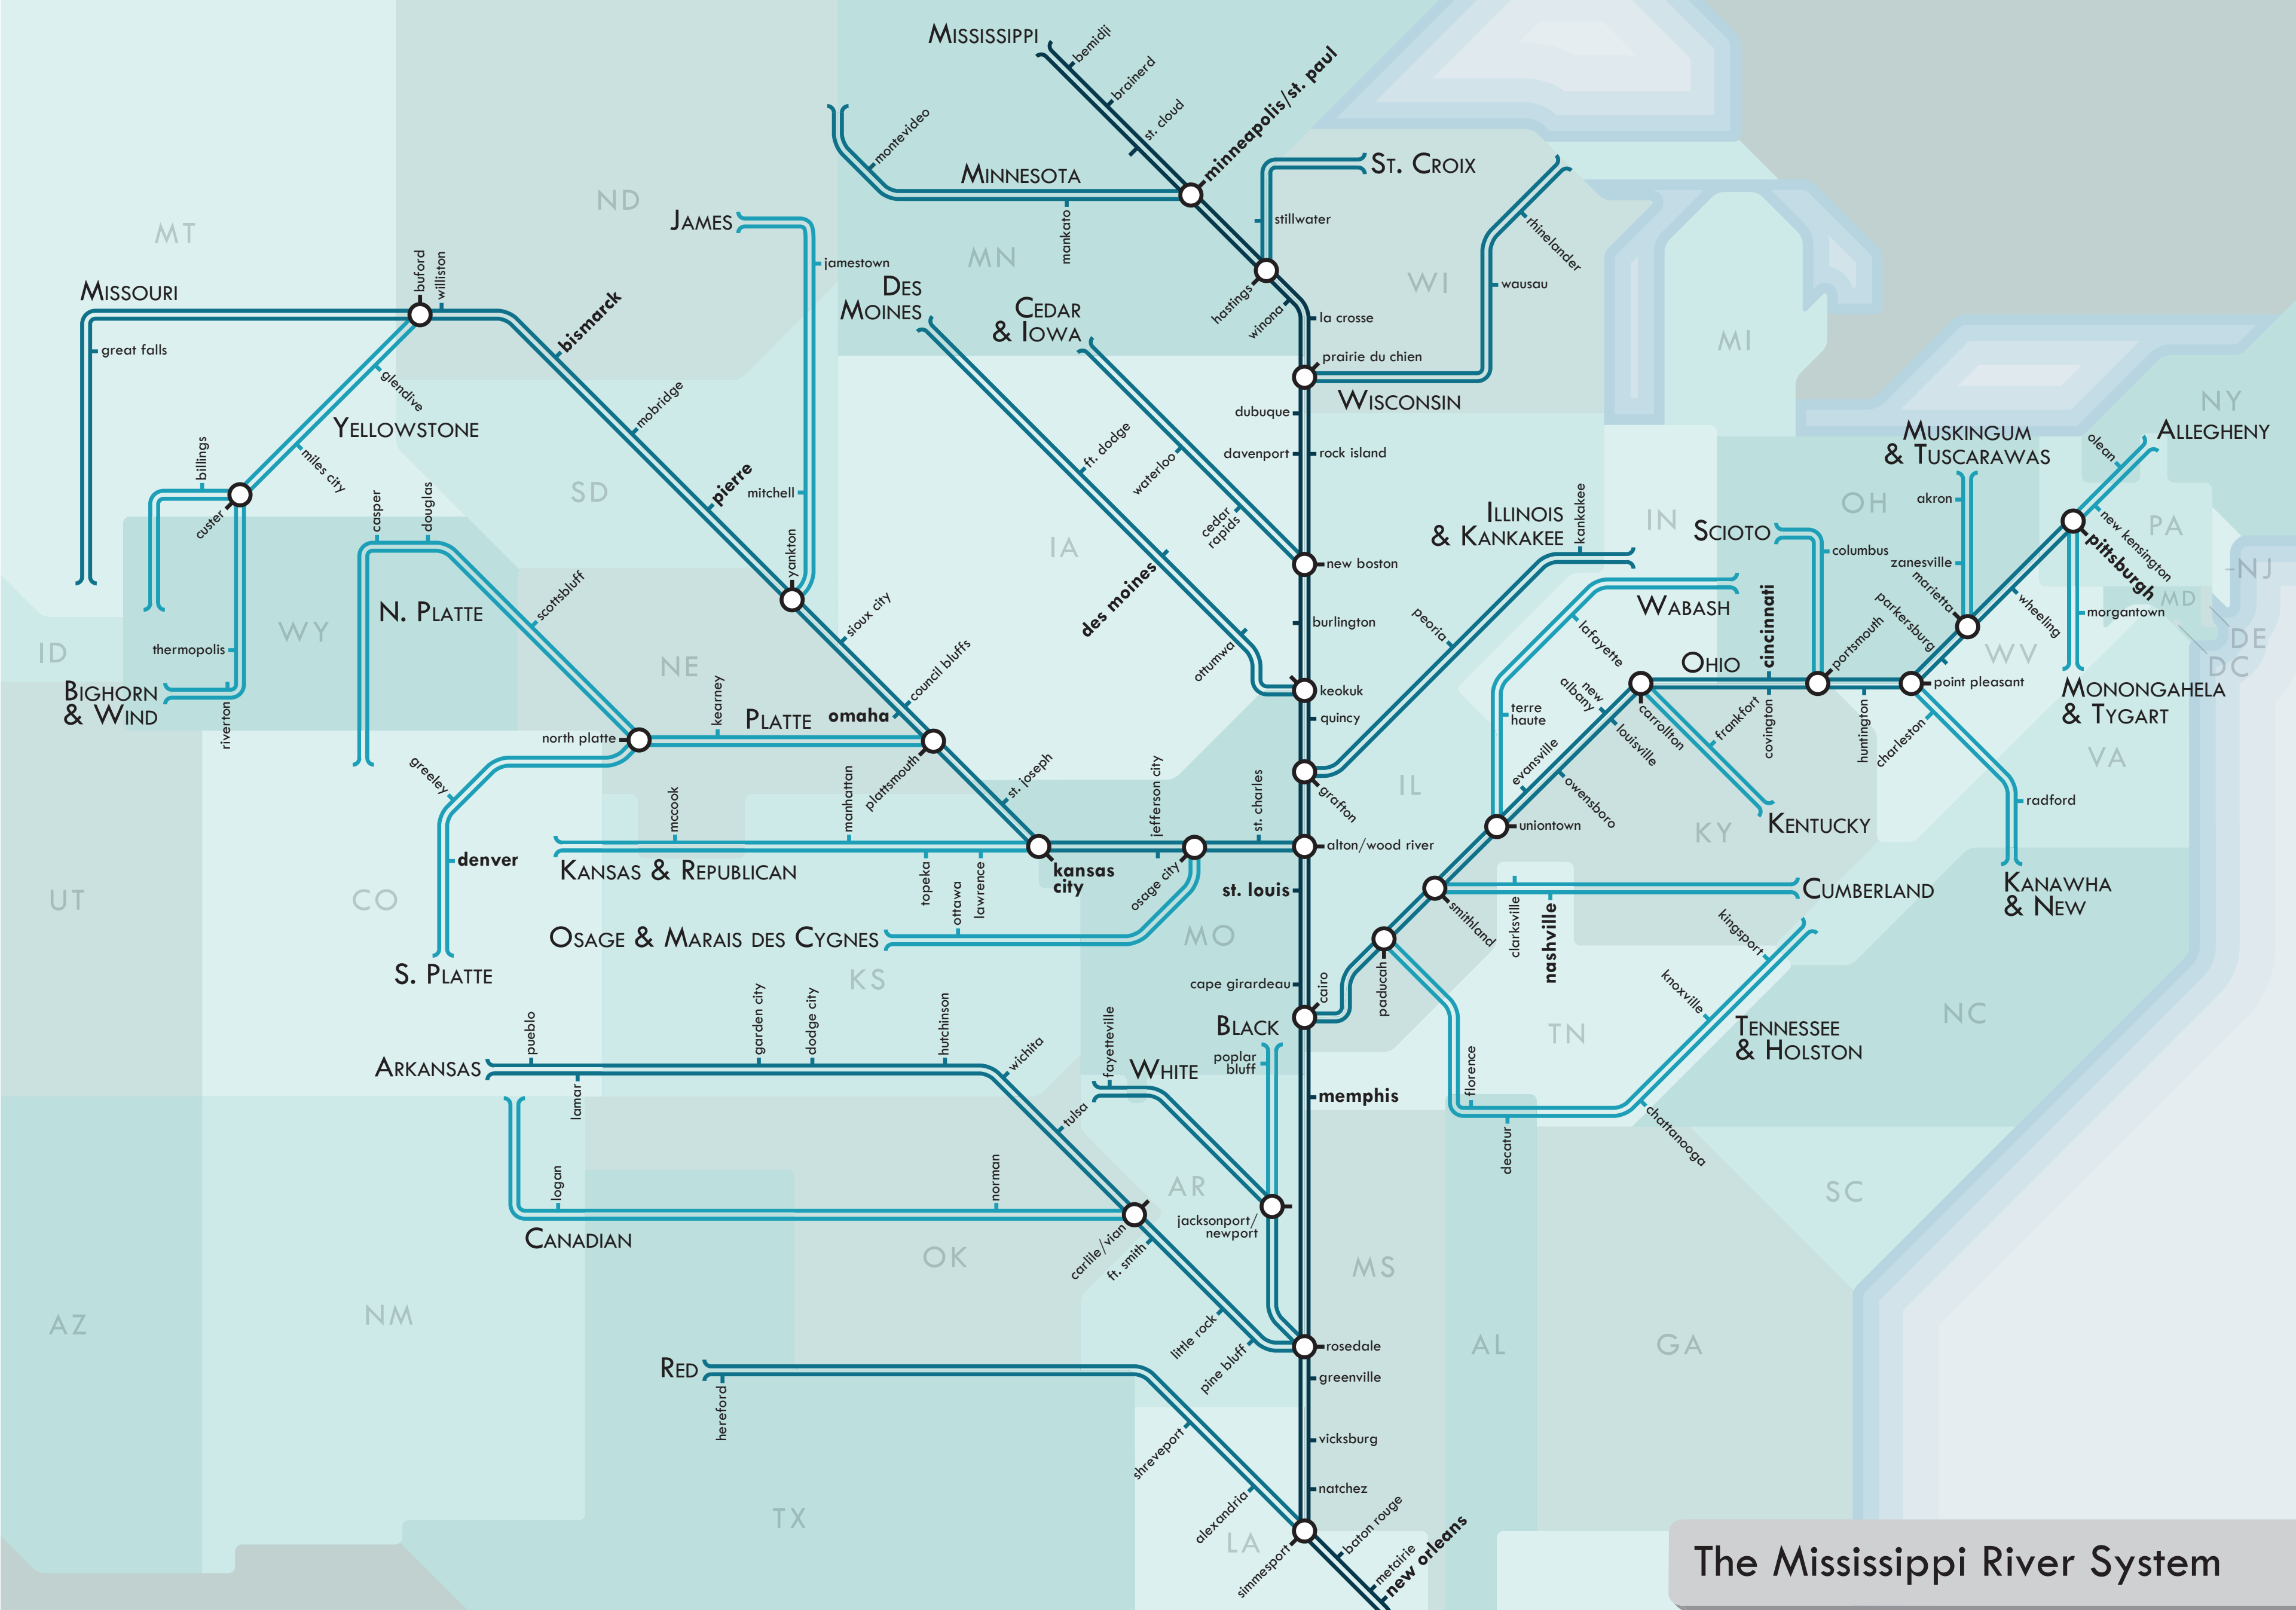 Mississippi
bemidji
brainerd
st. cloud
minneapolis/st. paul
montevideo
Minnesota
mankato
St. Croix
stillwater
rhinelander
wausau
hastings
winona
la crosse
prairie du chien
Wisconsin
dubuque
davenport
rock island
MT
ND
MN
WI
MI
NY
James
jamestown
mitchell
yankton
Des
Moines
Cedar
& Iowa
ft. dodge
waterloo
cedar
rapids
des moines
ottumwa
new boston
burlington
keokuk
quincy
grafton
Missouri
great falls
buford
williston
bismarck
mobridge
pierre
glendive
Yellowstone
miles city
billings
custer
thermopolis
riverton
Bighorn
& Wind
casper
douglas
N. Platte
scottsbluff
SD
IA
WY
ID
NE
sioux city
council bluffs
omaha
plattsmouth
Platte
kearney
north platte
greeley
denver
S. Platte
Illinois
& Kankakee
kankakee
peoria
IN
OH
PA
NJ
MD
DE
DC
WV
VA
Muskingum
& Tuscarawas
akron
zanesville
marietta
Allegheny
olean
new kensington
pittsburgh
morgantown
wheeling
parkersburg
Monongahela
& Tygart
Scioto
columbus
portsmouth
point pleasant
Wabash
lafayette
terre
haute
Ohio
cincinnati
covington
huntington
charleston
radford
Kanawha
& New
new
albany
louisville
carrollton
frankfort
Kentucky
evansville
owensboro
uniontown
IL
KY
UT
CO
mccook
manhattan
Kansas & Republican
topeka
ottawa
lawrence
kansas
city
st. joseph
jefferson city
st. charles
osage city
alton/wood river
st. louis
Osage & Marais des Cygnes
MO
KS
cape girardeau
cairo
smithland
clarksville
nashville
Cumberland
paducah
kingsport
knoxville
Tennessee
& Holston
florence
decatur
chattanooga
TN
NC
SC
Black
poplar
bluff
White
fayetteville
memphis
Arkansas
pueblo
lamar
garden city
dodge city
hutchinson
wichita
tulsa
logan
norman
Canadian
carlile/vian
ft. smith
jacksonport/
newport
little rock
pine bluff
rosedale
greenville
vicksburg
natchez
AR
OK
MS
AL
GA
AZ
NM
TX
LA
Red
hereford
shreveport
alexandria
simmesport
baton rouge
metairie
new orleans
The Mississippi River System